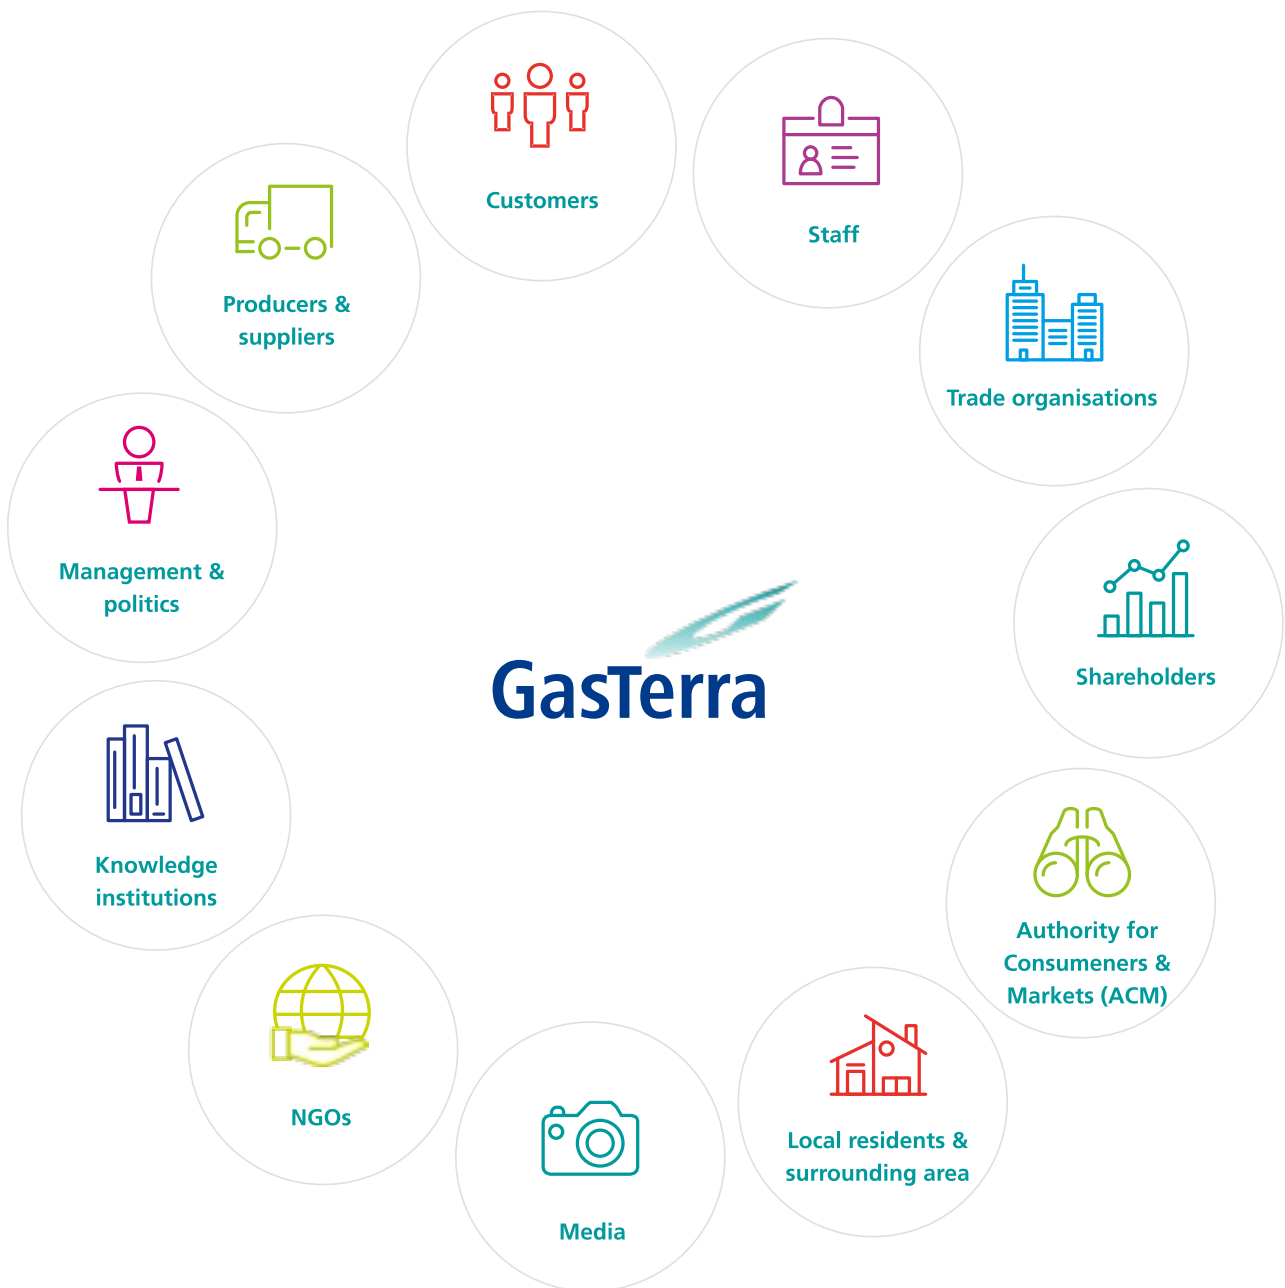 Customers
Staff
Producers &
suppliers
Trade organisations
Management &
politics
GasTerra
Shareholders
Knowledge
institutions
Authority for
Consumeners &
Markets (ACM)
NGOs
Local residents &
surrounding area
Media